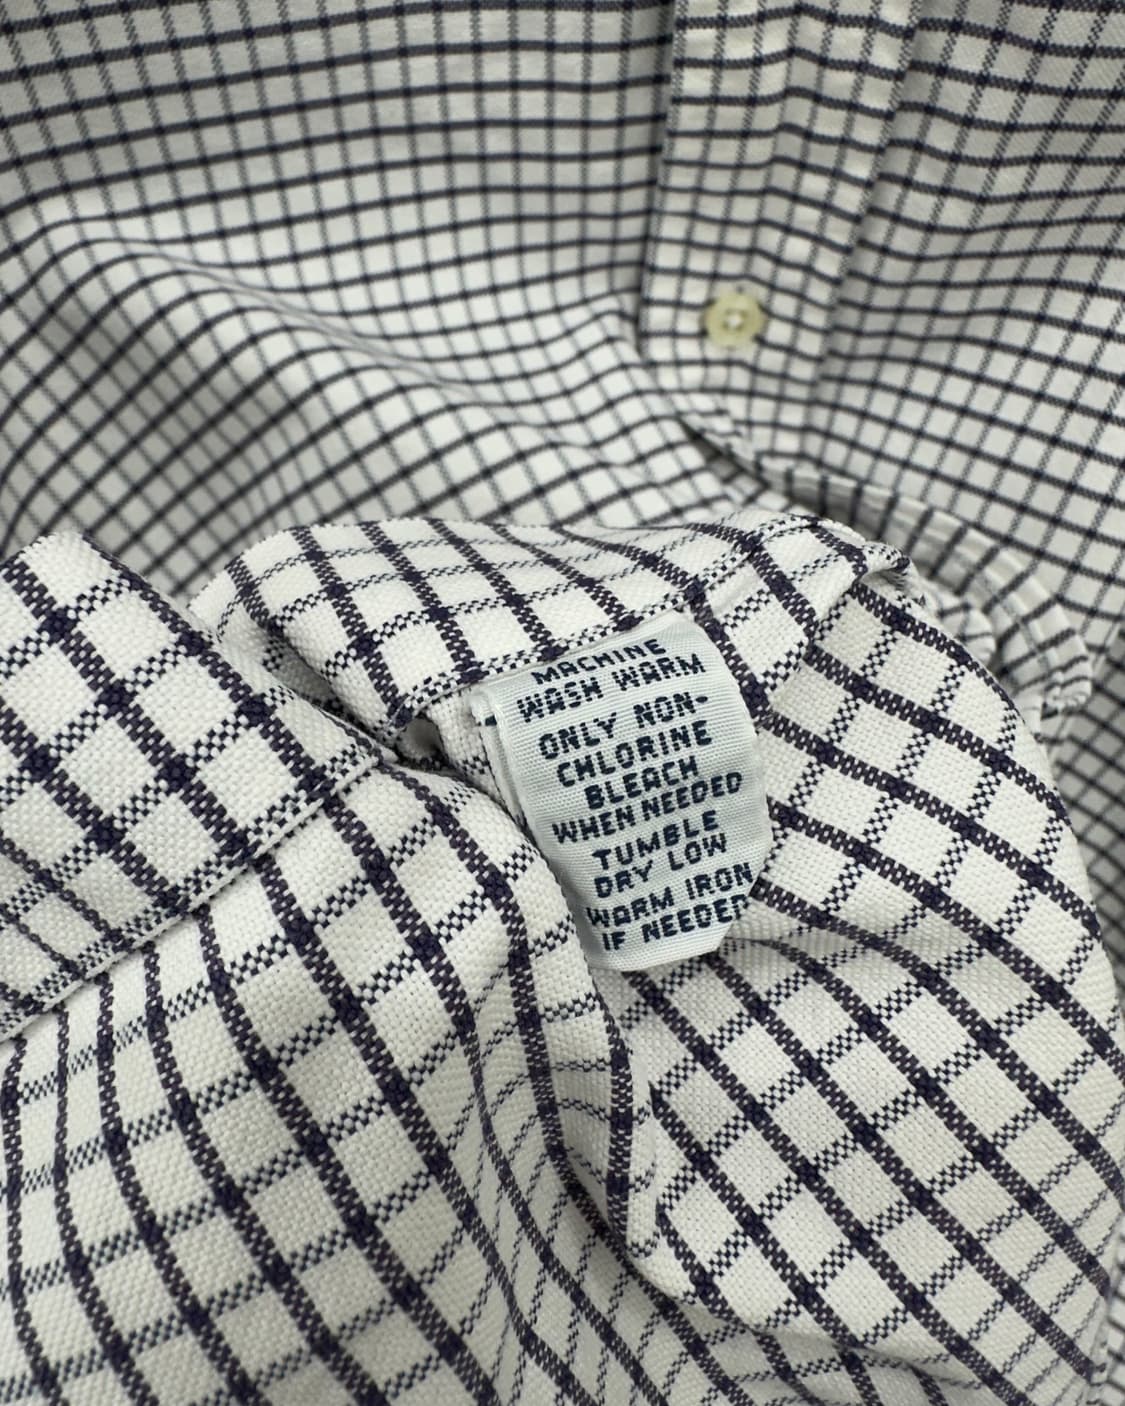 MACHINE
WASH WARM
ONLY NON-
CHLORINE
BLEACH
WHEN NEEDED
TUMBLE
DRY LOW
WARM IRON
IF NEEDED